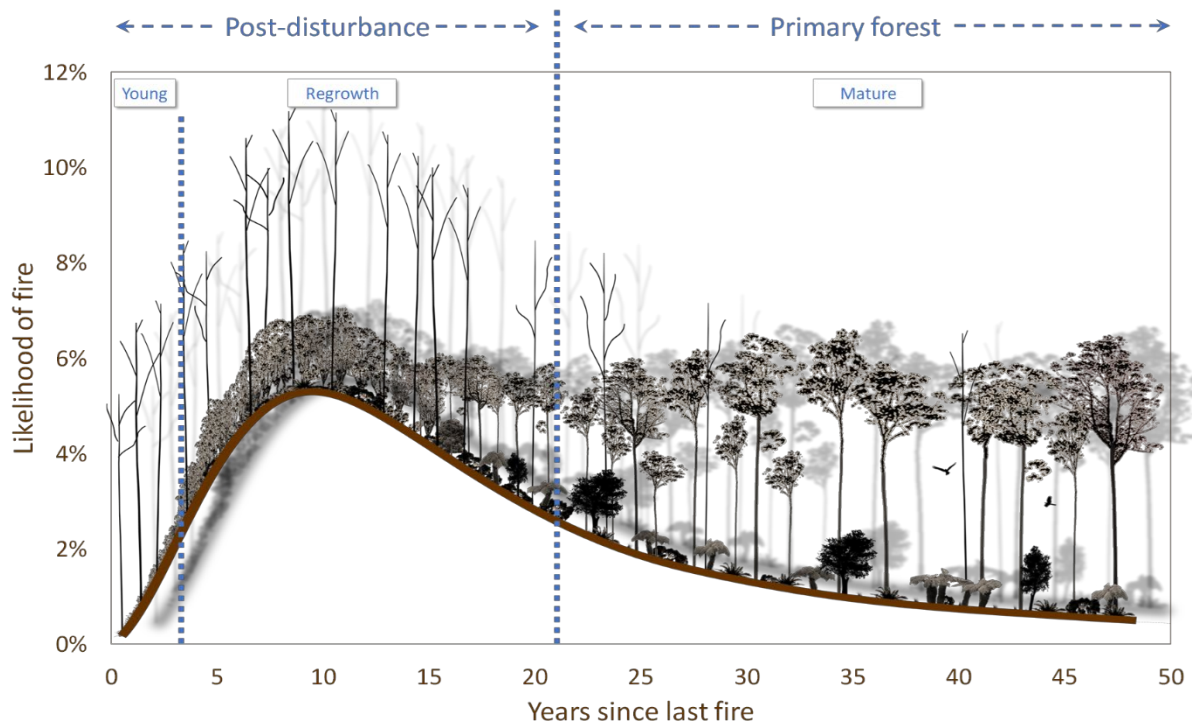 Post-disturbance
Primary forest
12%
Young
Regrowth
Mature
10%
8%
6%
4%
2%
0%
Likelihood of fire
0 5 10 15 20 25 30 35 40 45 50
Years since last fire